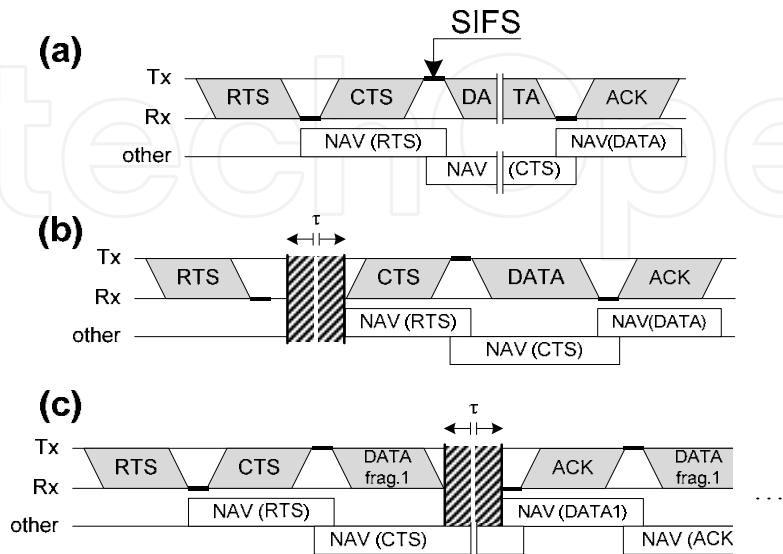 SIFS
(a)
Tx
RTS
CTS
DA
TA
ACK
Rx
NAV (RTS)
NAV(DATA)
other
NAV
(CTS)
τ
(b)
Tx
RTS
CTS
DATA
ACK
Rx
NAV (RTS)
NAV(DATA)
other
NAV (CTS)
τ
(c)
Tx
RTS
CTS
DATA
frag.1
ACK
DATA
frag.1
Rx
NAV (RTS)
NAV (DATA1)
...
other
NAV (CTS)
NAV (ACK